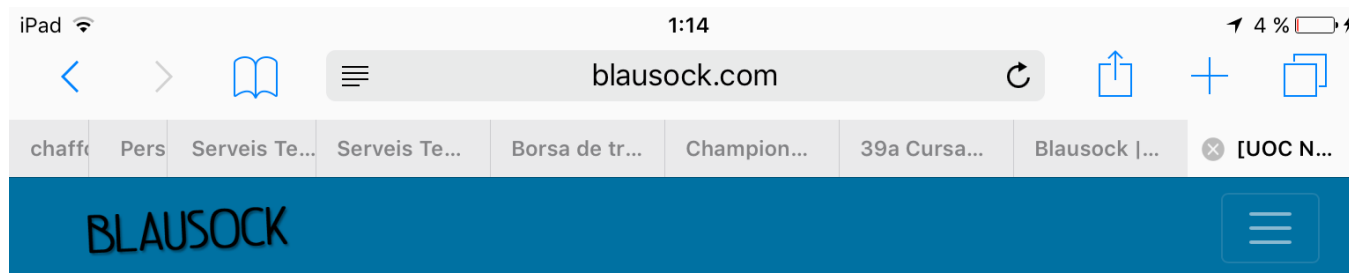 iPad 1:14 4 %
blausock.com
chaffo Pers Serveis Te... Serveis Te... Borsa de tr... Champion... 39a Cursa... Blausock |... [UOC N...
BLAUSOCK